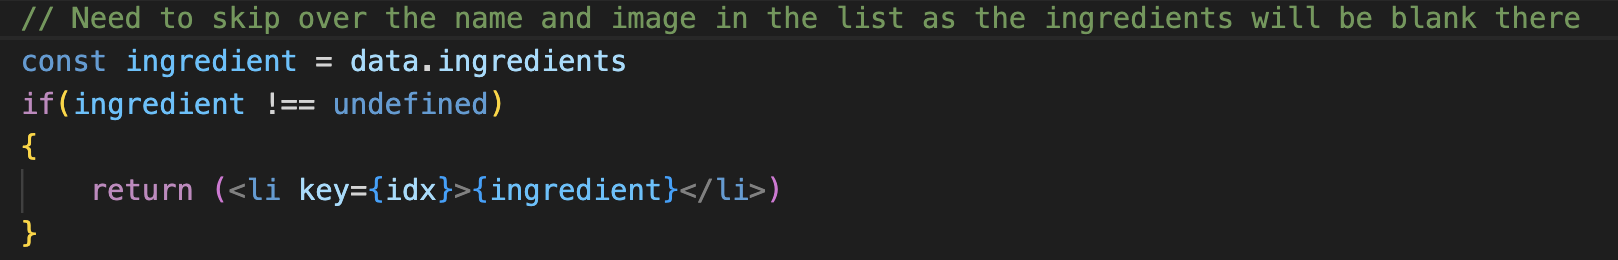 // Need to skip over the name and image in the list as the ingredients will be blank there
const ingredient = data.ingredients
if(ingredient !== undefined)
{
    return (<li key={idx}>{ingredient}</li>)
}